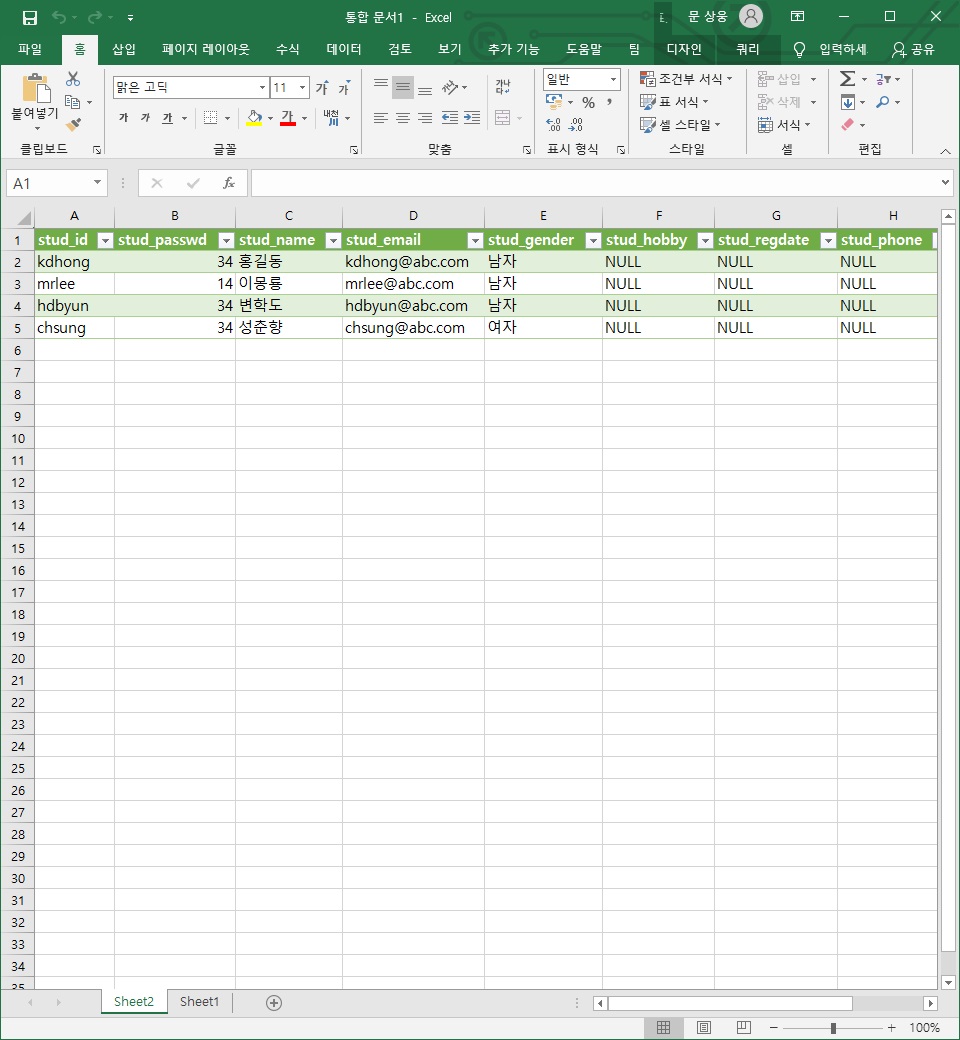 통합 문서1 - Excel
문 상웅
파일 홈 삽입 페이지 레이아웃 수식 데이터 검토 보기 추가 기능 도움말 팀 디자인 쿼리 입력하세 공유
붙여넣기
맑은 고딕 11 가 가
가 가 가 가 내천
가나
일반
% ,
조건부 서식
표 서식
셀 스타일
삽입
삭제
서식
클립보드 글꼴 맞춤 표시 형식 스타일 셀 편집
A1 fx
A B C D E F G H
1 stud_id stud_passwd stud_name stud_email stud_gender stud_hobby stud_regdate stud_phone
2 kdhong 34 홍길동 kdhong@abc.com 남자 NULL NULL NULL
3 mrlee 14 이몽룡 mrlee@abc.com 남자 NULL NULL NULL
4 hdbyun 34 변학도 hdbyun@abc.com 남자 NULL NULL NULL
5 chsung 34 성춘향 chsung@abc.com 여자 NULL NULL NULL
6
7
8
9
10
11
12
13
14
15
16
17
18
19
20
21
22
23
24
25
26
27
28
29
30
31
32
33
34
35
Sheet2 Sheet1
100%